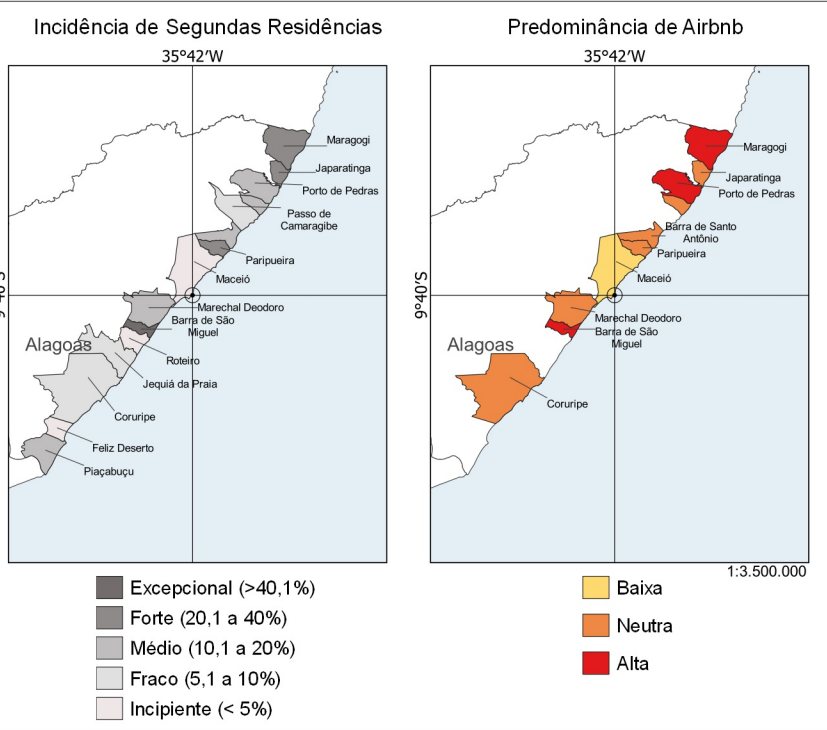 Incidência de Segundas Residências
35°42'W
Maragogi
Japaratinga
Porto de Pedras
Passo de
Camaragibe
Paripueira
Maceió
Marechal Deodoro
Barra de São
Miguel
Alagoas
Roteiro
Jequiá da Praia
Coruripe
Feliz Deserto
Piaçabuçu
Excepcional (>40,1%)
Forte (20,1 a 40%)
Médio (10,1 a 20%)
Fraco (5,1 a 10%)
Incipiente (< 5%)
Predominância de Airbnb
35°42'W
Maragogi
Japaratinga
Porto de Pedras
Barra de Santo
Antônio
Paripueira
Maceió
9°40'S
Marechal Deodoro
Barra de São
Miguel
Alagoas
Coruripe
1:3.500.000
Baixa
Neutra
Alta